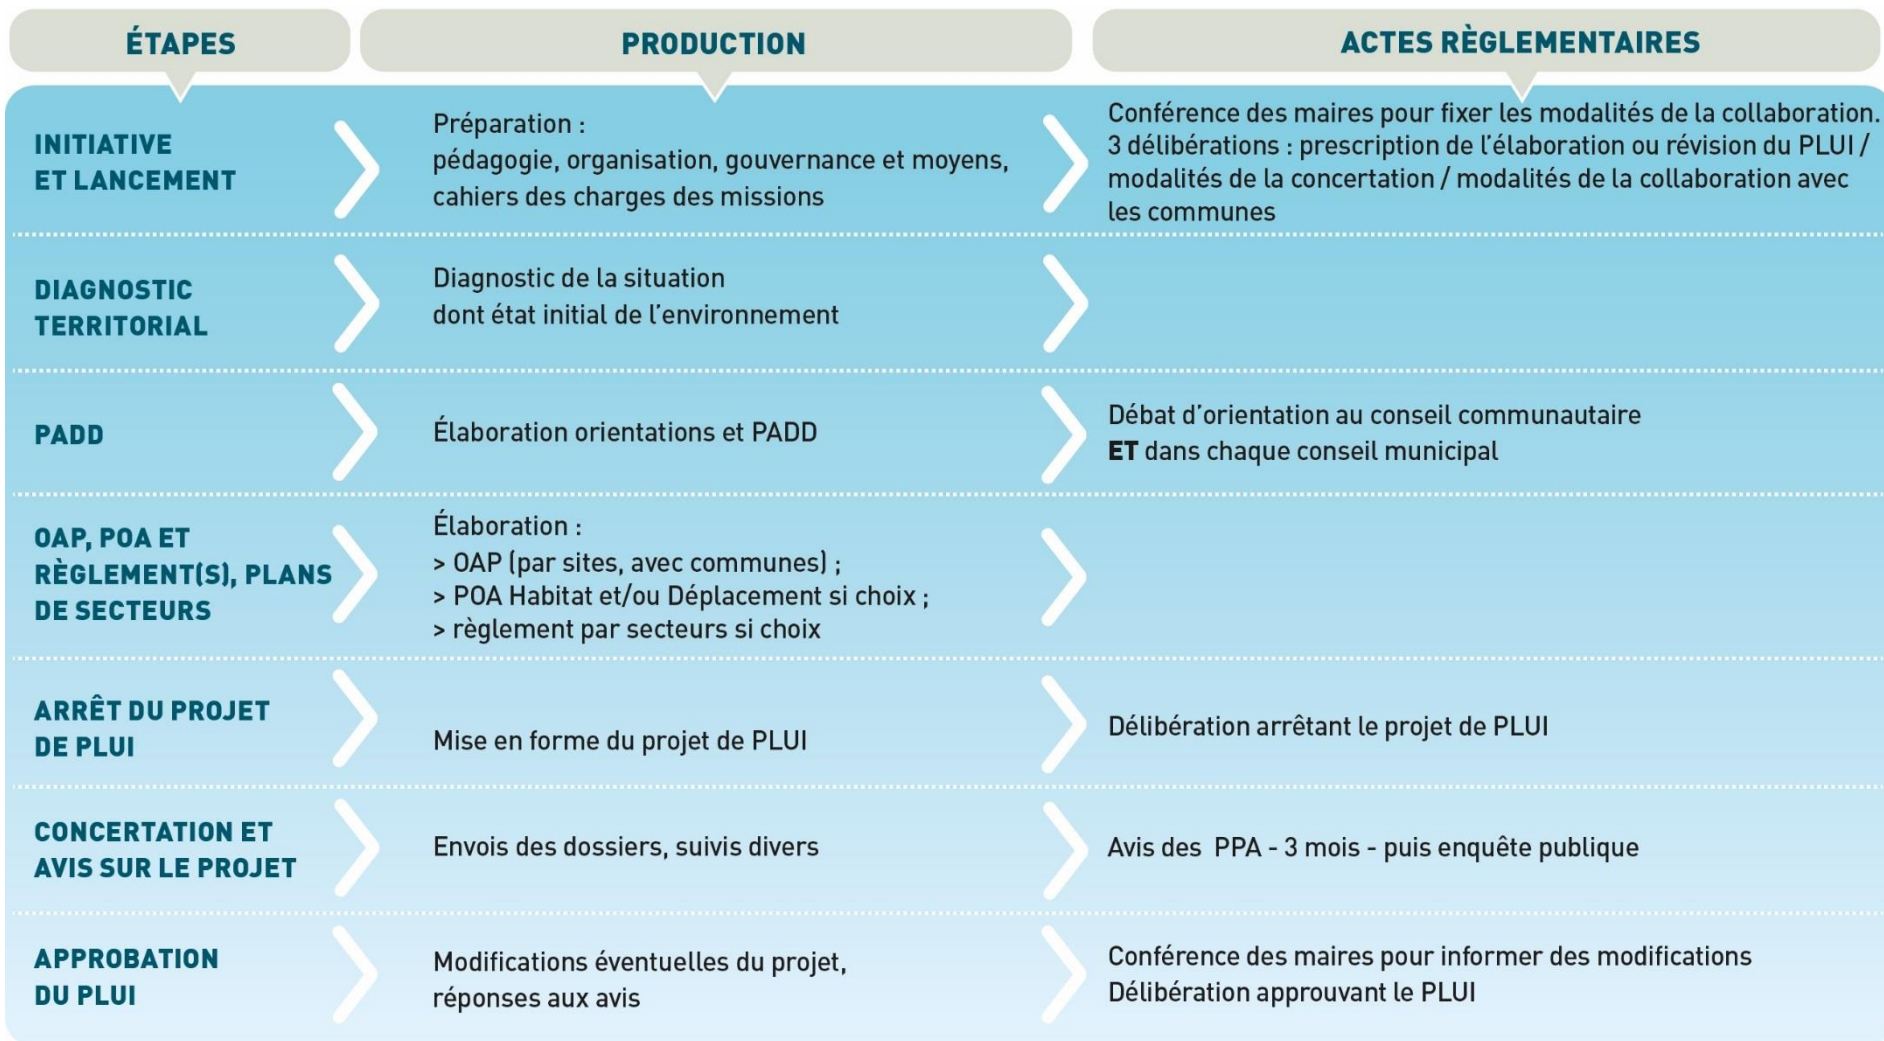 ÉTAPES
PRODUCTION
ACTES RÈGLEMENTAIRES
INITIATIVE
ET LANCEMENT
Préparation :
pédagogie, organisation, gouvernance et moyens,
cahiers des charges des missions
Conférence des maires pour fixer les modalités de la collaboration.
3 délibérations : prescription de l’élaboration ou révision du PLUI /
modalités de la concertation / modalités de la collaboration avec
les communes
DIAGNOSTIC
TERRITORIAL
Diagnostic de la situation
dont état initial de l’environnement
PADD
Élaboration orientations et PADD
Débat d’orientation au conseil communautaire
ET dans chaque conseil municipal
OAP, POA ET
RÈGLEMENT(S), PLANS
DE SECTEURS
Élaboration :
> OAP (par sites, avec communes) ;
> POA Habitat et/ou Déplacement si choix ;
> règlement par secteurs si choix
ARRÊT DU PROJET
DE PLUI
Mise en forme du projet de PLUI
Délibération arrêtant le projet de PLUI
CONCERTATION ET
AVIS SUR LE PROJET
Envois des dossiers, suivis divers
Avis des PPA - 3 mois - puis enquête publique
APPROBATION
DU PLUI
Modifications éventuelles du projet,
réponses aux avis
Conférence des maires pour informer des modifications
Délibération approuvant le PLUI